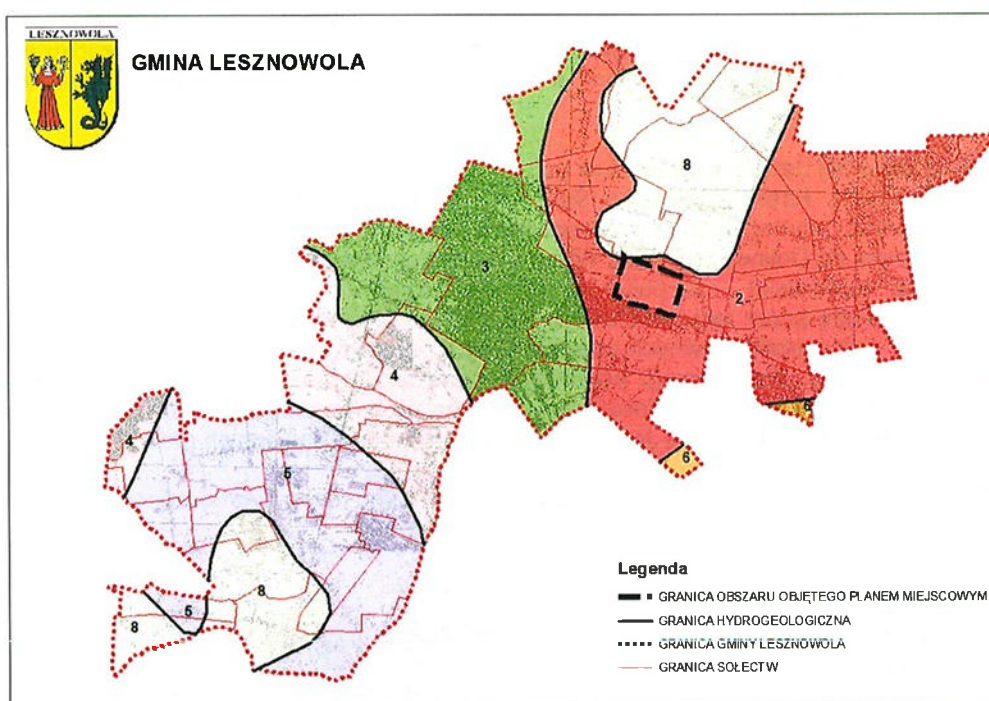 LESZNOWOLA
GMINA LESZNOWOLA
8
3
2
4
6
4
6
5
8
5
8
Legenda
GRANICA OBSZARU OBJĘTEGO PLANEM MIEJSCOWYM
GRANICA HYDROGEOLOGICZNA
GRANICA GMINY LESZNOWOLA
GRANICA SOŁECTW